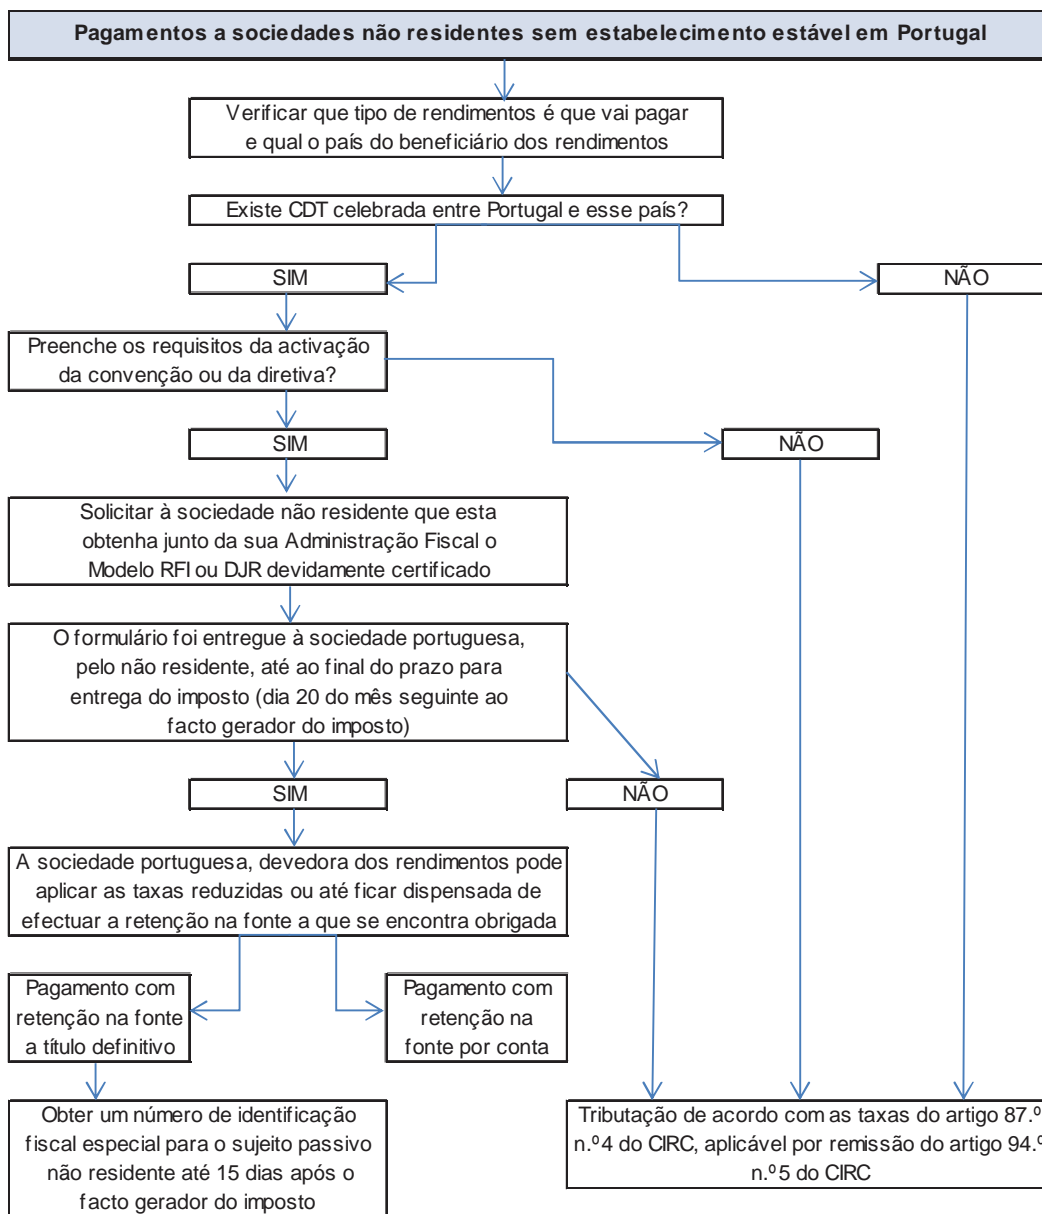 Pagamentos a sociedades não residentes sem estabelecimento estável em Portugal
Verificar que tipo de rendimentos é que vai pagar
e qual o país do beneficiário dos rendimentos
Existe CDT celebrada entre Portugal e esse país?
SIM
NÃO
Preenche os requisitos da activação
da convenção ou da diretiva?
SIM
NÃO
Solicitar à sociedade não residente que esta
obtenha junto da sua Administração Fiscal o
Modelo RFI ou DJR devidamente certificado
O formulário foi entregue à sociedade portuguesa,
pelo não residente, até ao final do prazo para
entrega do imposto (dia 20 do mês seguinte ao
facto gerador do imposto)
SIM
NÃO
A sociedade portuguesa, devedora dos rendimentos pode
aplicar as taxas reduzidas ou até ficar dispensada de
efectuar a retenção na fonte a que se encontra obrigada
Pagamento com
retenção na fonte
a título definitivo
Pagamento com
retenção na
fonte por conta
Obter um número de identificação
fiscal especial para o sujeito passivo
não residente até 15 dias após o
facto gerador do imposto
Tributação de acordo com as taxas do artigo 87.º
n.º 4 do CIRC, aplicável por remissão do artigo 94.º
n.º 5 do CIRC